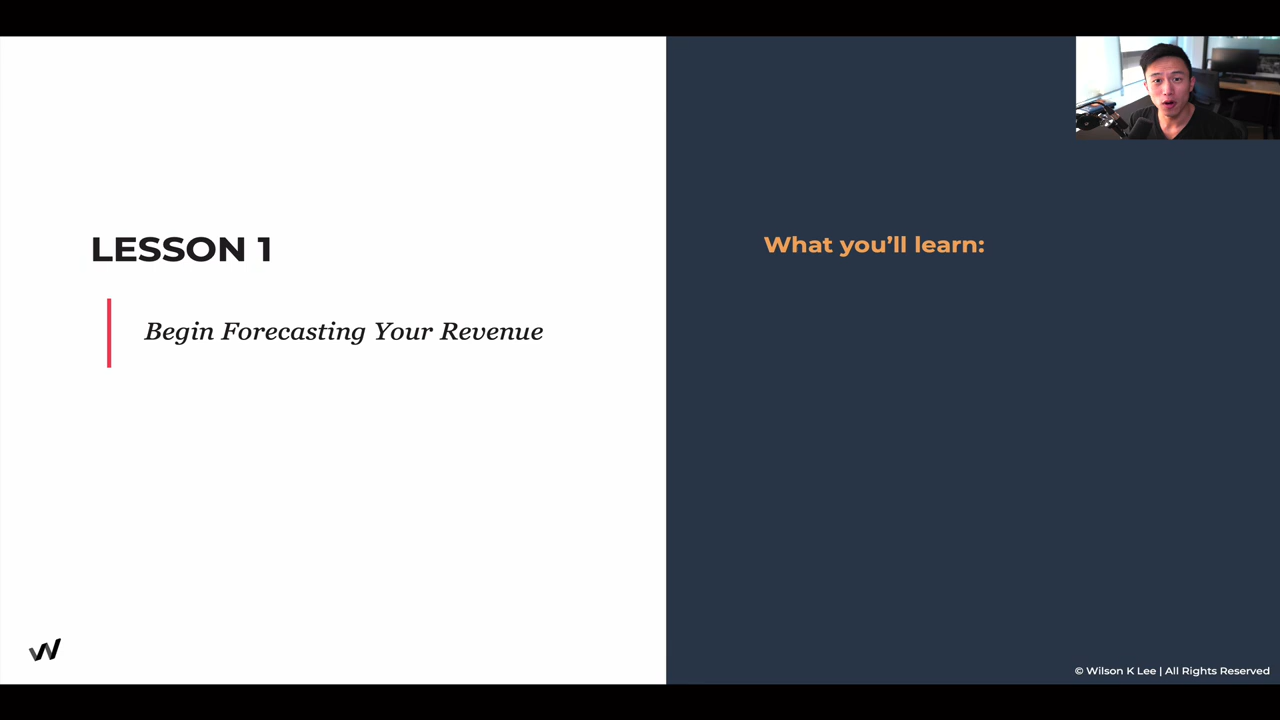 LESSON 1
Begin Forecasting Your Revenue
What you’ll learn:
© Wilson K Lee | All Rights Reserved